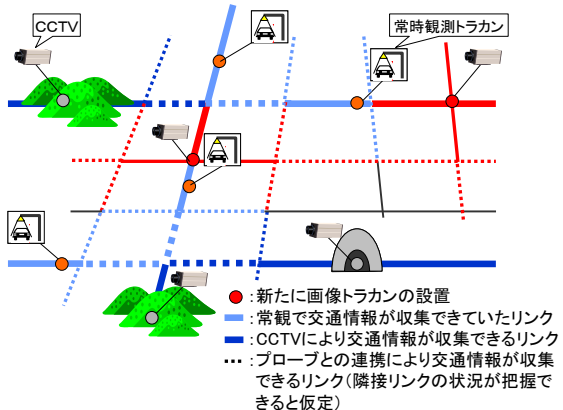 CCTV
常時観測トラカン
:新たに画像トラカンの設置
:常観で交通情報が収集できていたリンク
:CCTVにより交通情報が収集できるリンク
:プローブとの連携により交通情報が収集
できるリンク(隣接リンクの状況が把握で
きると仮定)